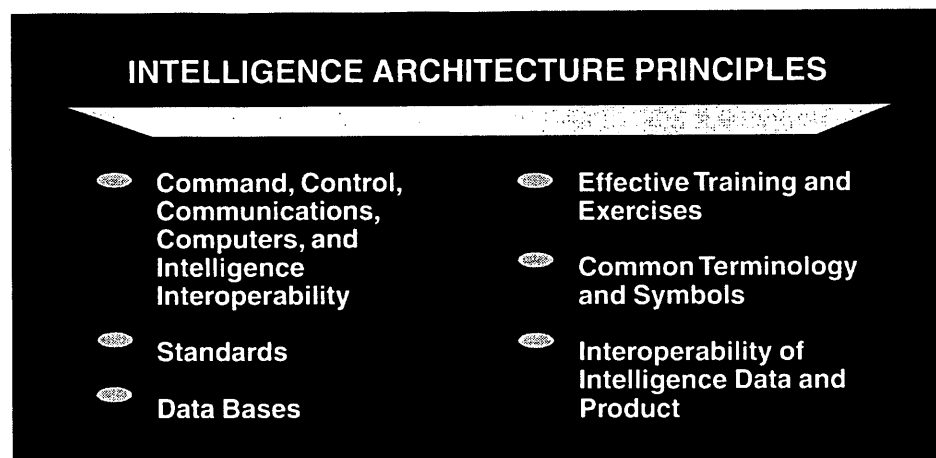 INTELLIGENCE ARCHITECTURE PRINCIPLES
Command, Control,
Communications,
Computers, and
Intelligence
Interoperability
Standards
Data Bases
Effective Training and
Exercises
Common Terminology
and Symbols
Interoperability of
Intelligence Data and
Product